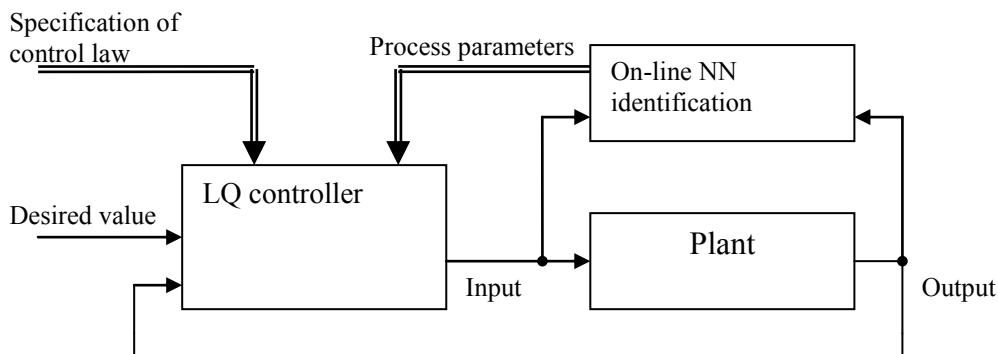 Specification of
control law
Process parameters
On-line NN
identification
LQ controller
Desired value
Plant
Input
Output